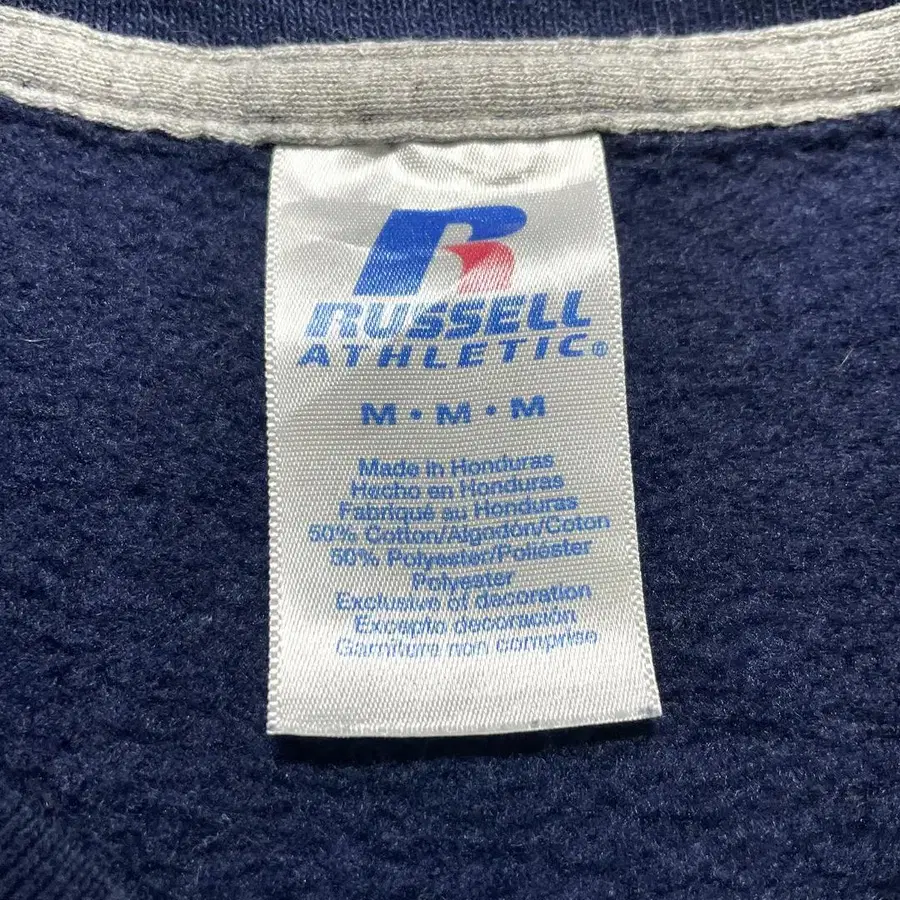 R
RUSSELL
ATHLETIC®
M • M • M
Made in Honduras
Hecho en Honduras
Fabriqué au Honduras
50% Cotton/Algodón/Coton
50% Polyester/Poliéster
Polyester
Exclusive of decoration
Excepto decoración
Garniture non comprise